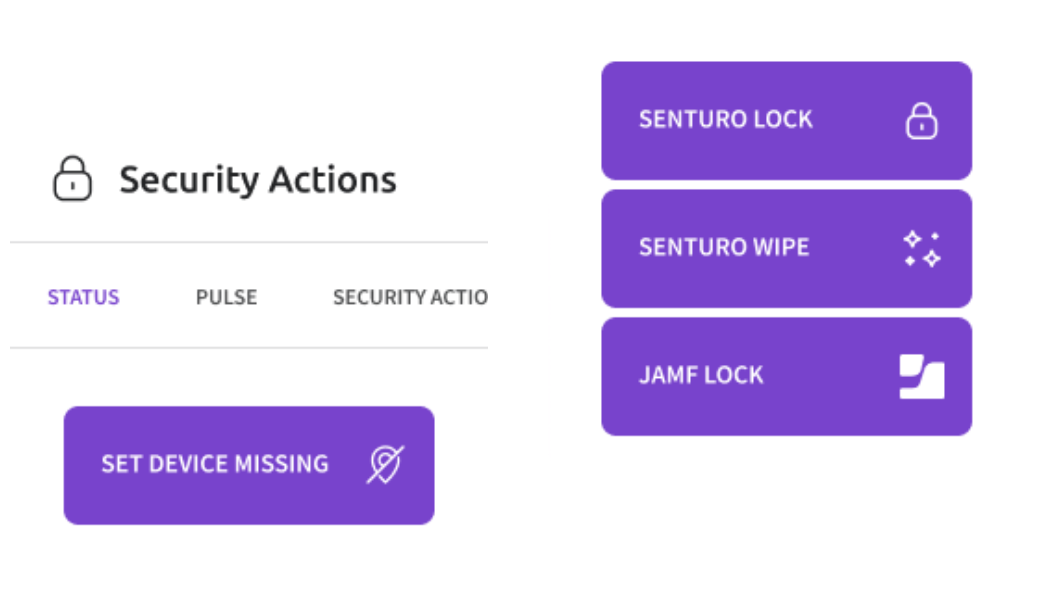 Security Actions
STATUS PULSE SECURITY ACTIO
SET DEVICE MISSING
SENTURO LOCK
SENTURO WIPE
JAMF LOCK